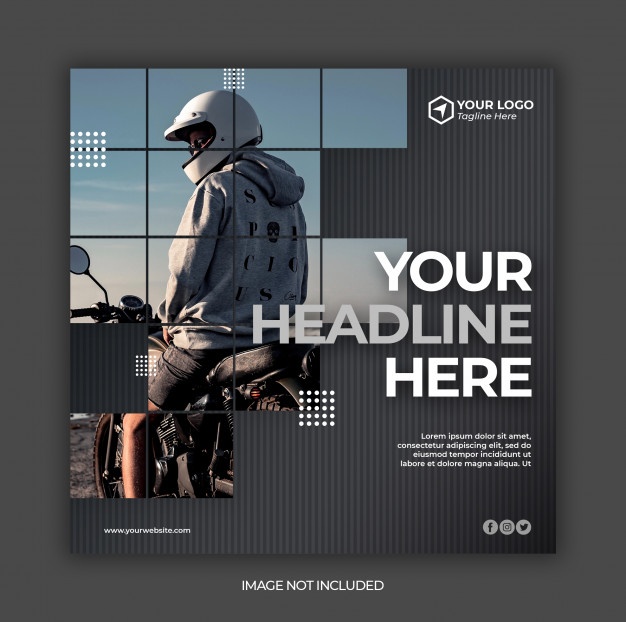 YOUR LOGO
Tagline Here
S
P
C I O
U S
YOUR
HEADLINE
HERE
Lorem ipsum dolor sit amet,
consectetur adipiscing elit, sed do
eiusmod tempor incididunt ut
labore et dolore magna aliqua. Ut
www.yourwebsite.com
IMAGE NOT INCLUDED